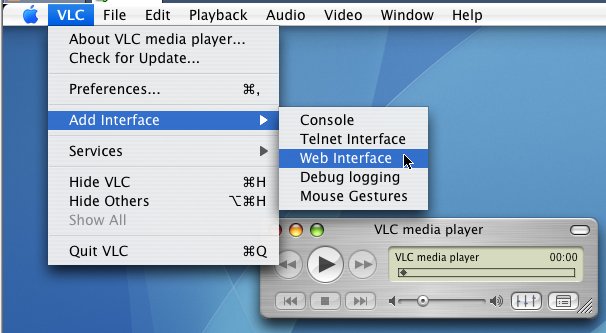 VLC File Edit Playback Audio Video Window Help
About VLC media player...
Check for Update...
Preferences... ⌘,
Add Interface
Services
Hide VLC ⌘H
Hide Others ⌥⌘H
Show All
Quit VLC ⌘Q
Console
Telnet Interface
Web Interface
Debug logging
Mouse Gestures
VLC media player
VLC media player 00:00